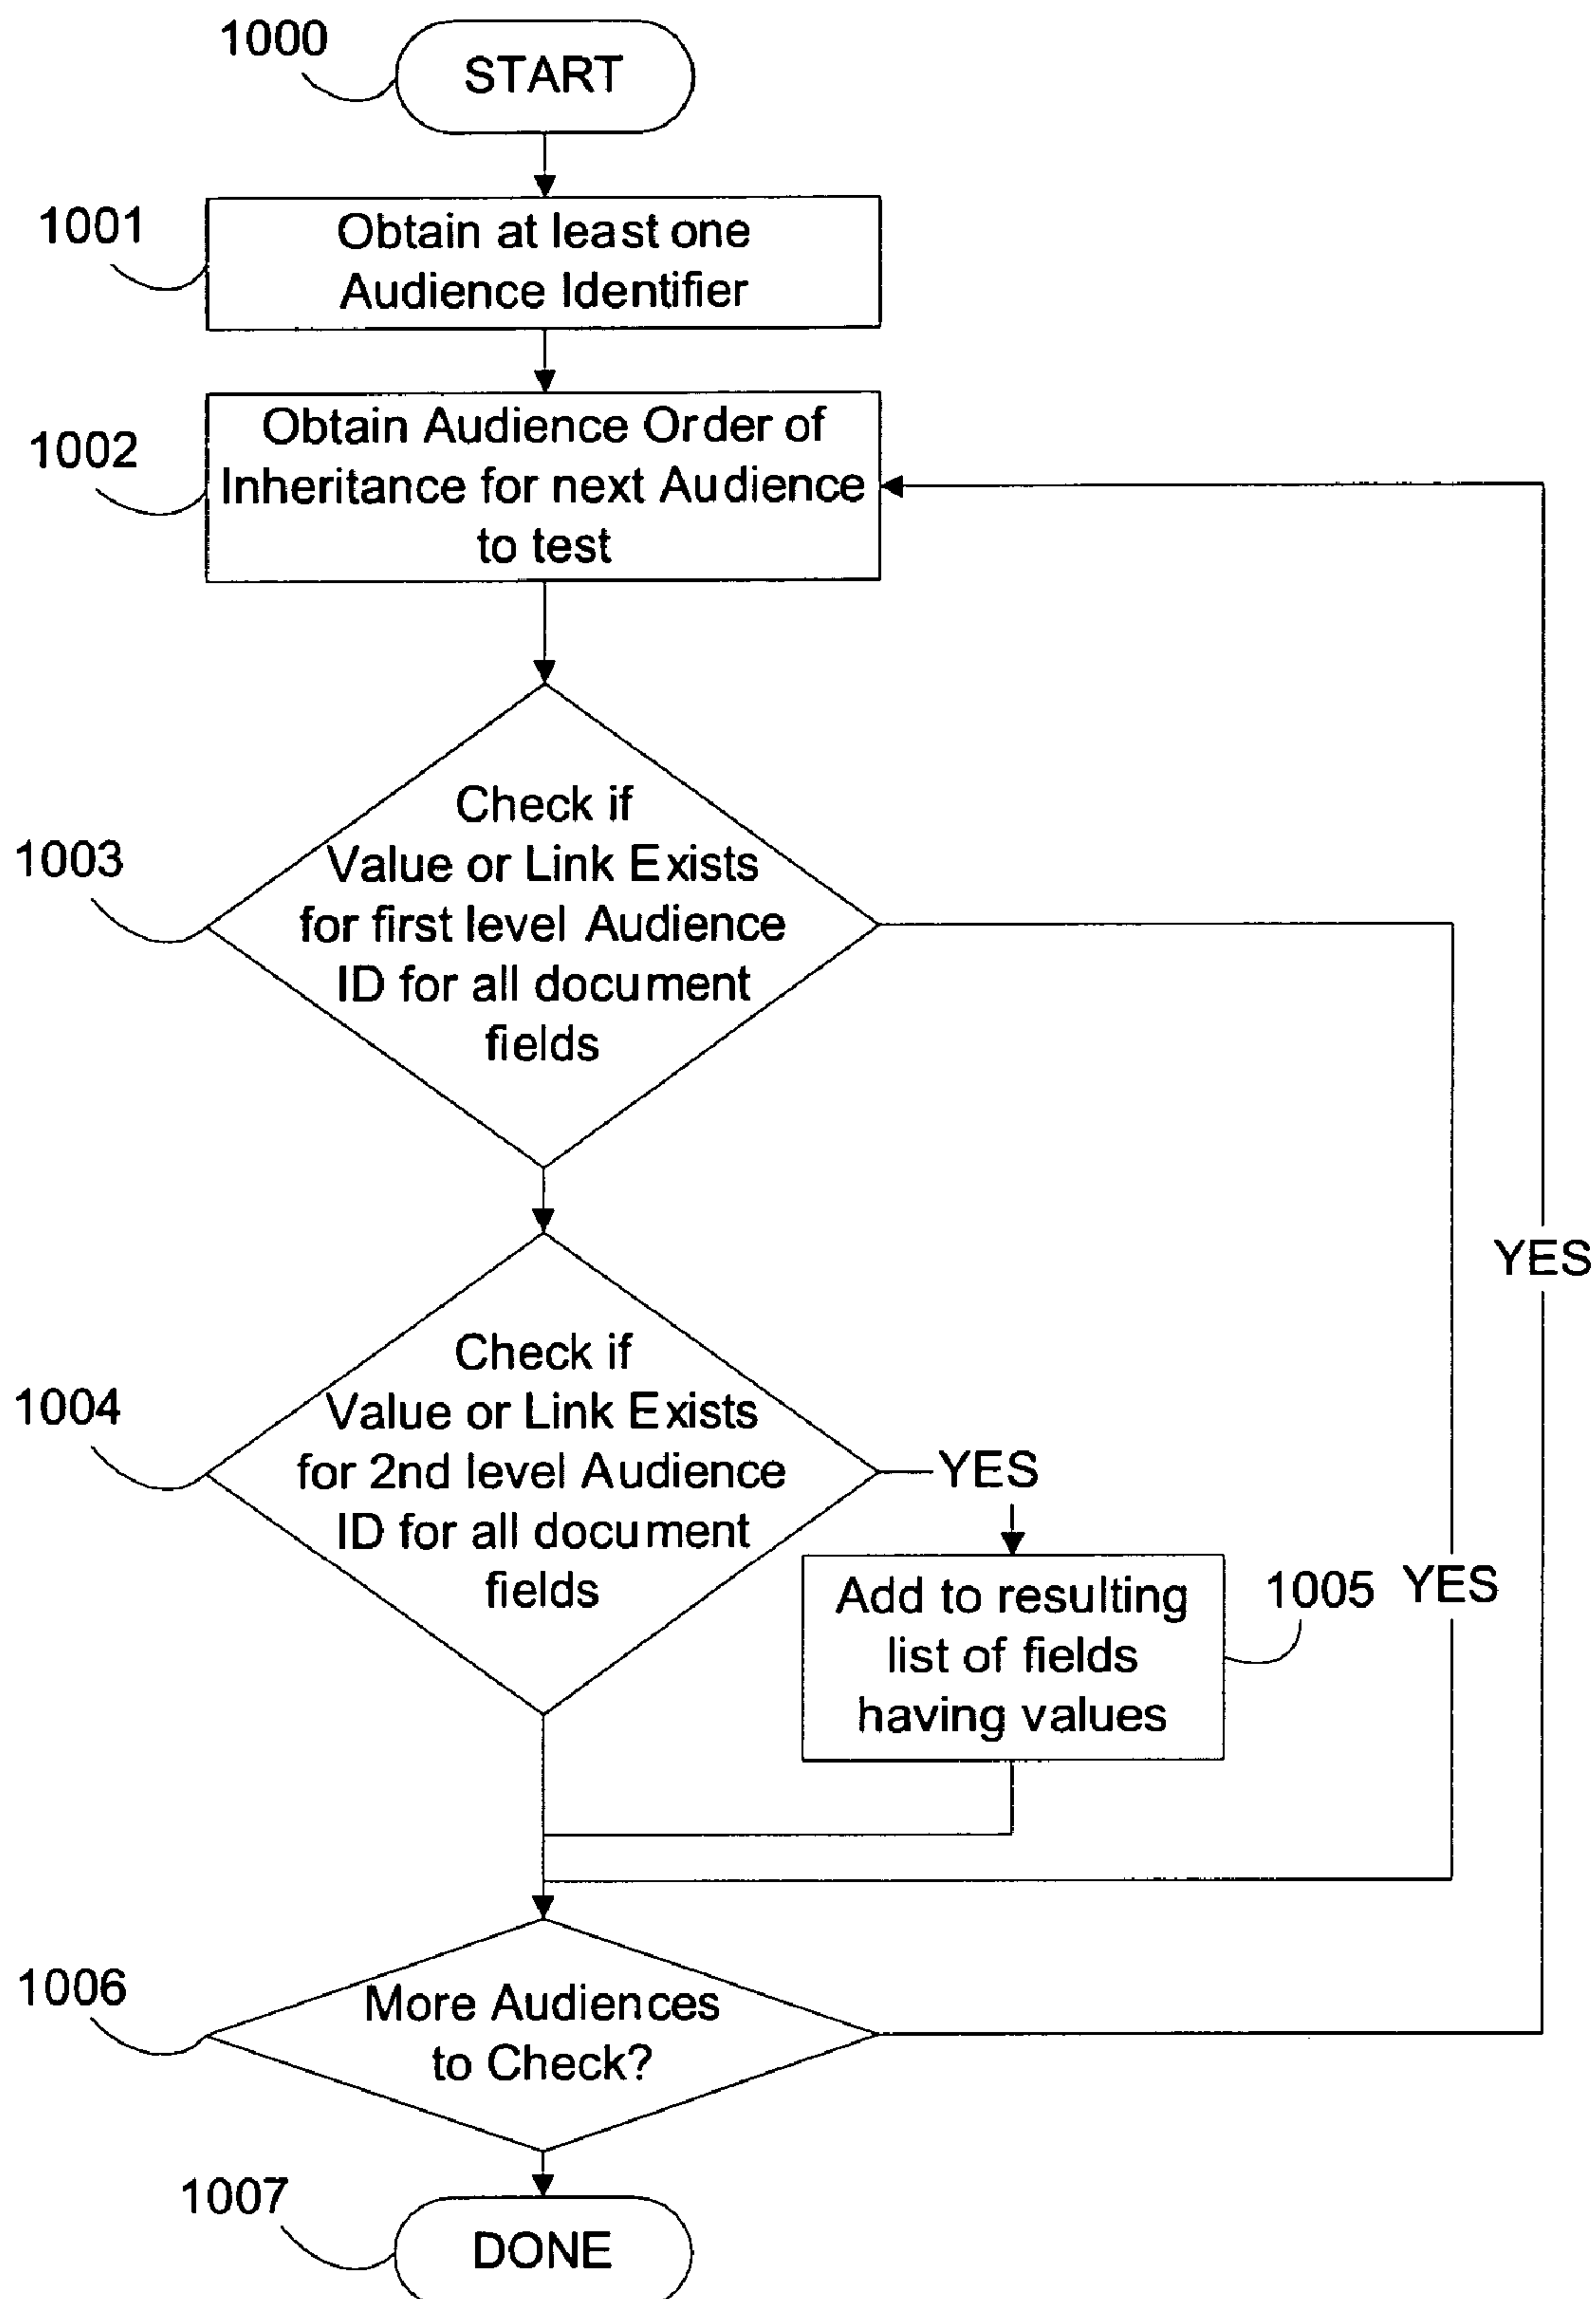 1000
START
1001
Obtain at least one
Audience Identifier
1002
Obtain Audience Order of
Inheritance for next Audience
to test
1003
Check if
Value or Link Exists
for first level Audience
ID for all document
fields
YES
1004
Check if
Value or Link Exists
for 2nd level Audience
ID for all document
fields
YES
Add to resulting
list of fields
having values
1005
YES
1006
More Audiences
to Check?
1007
DONE